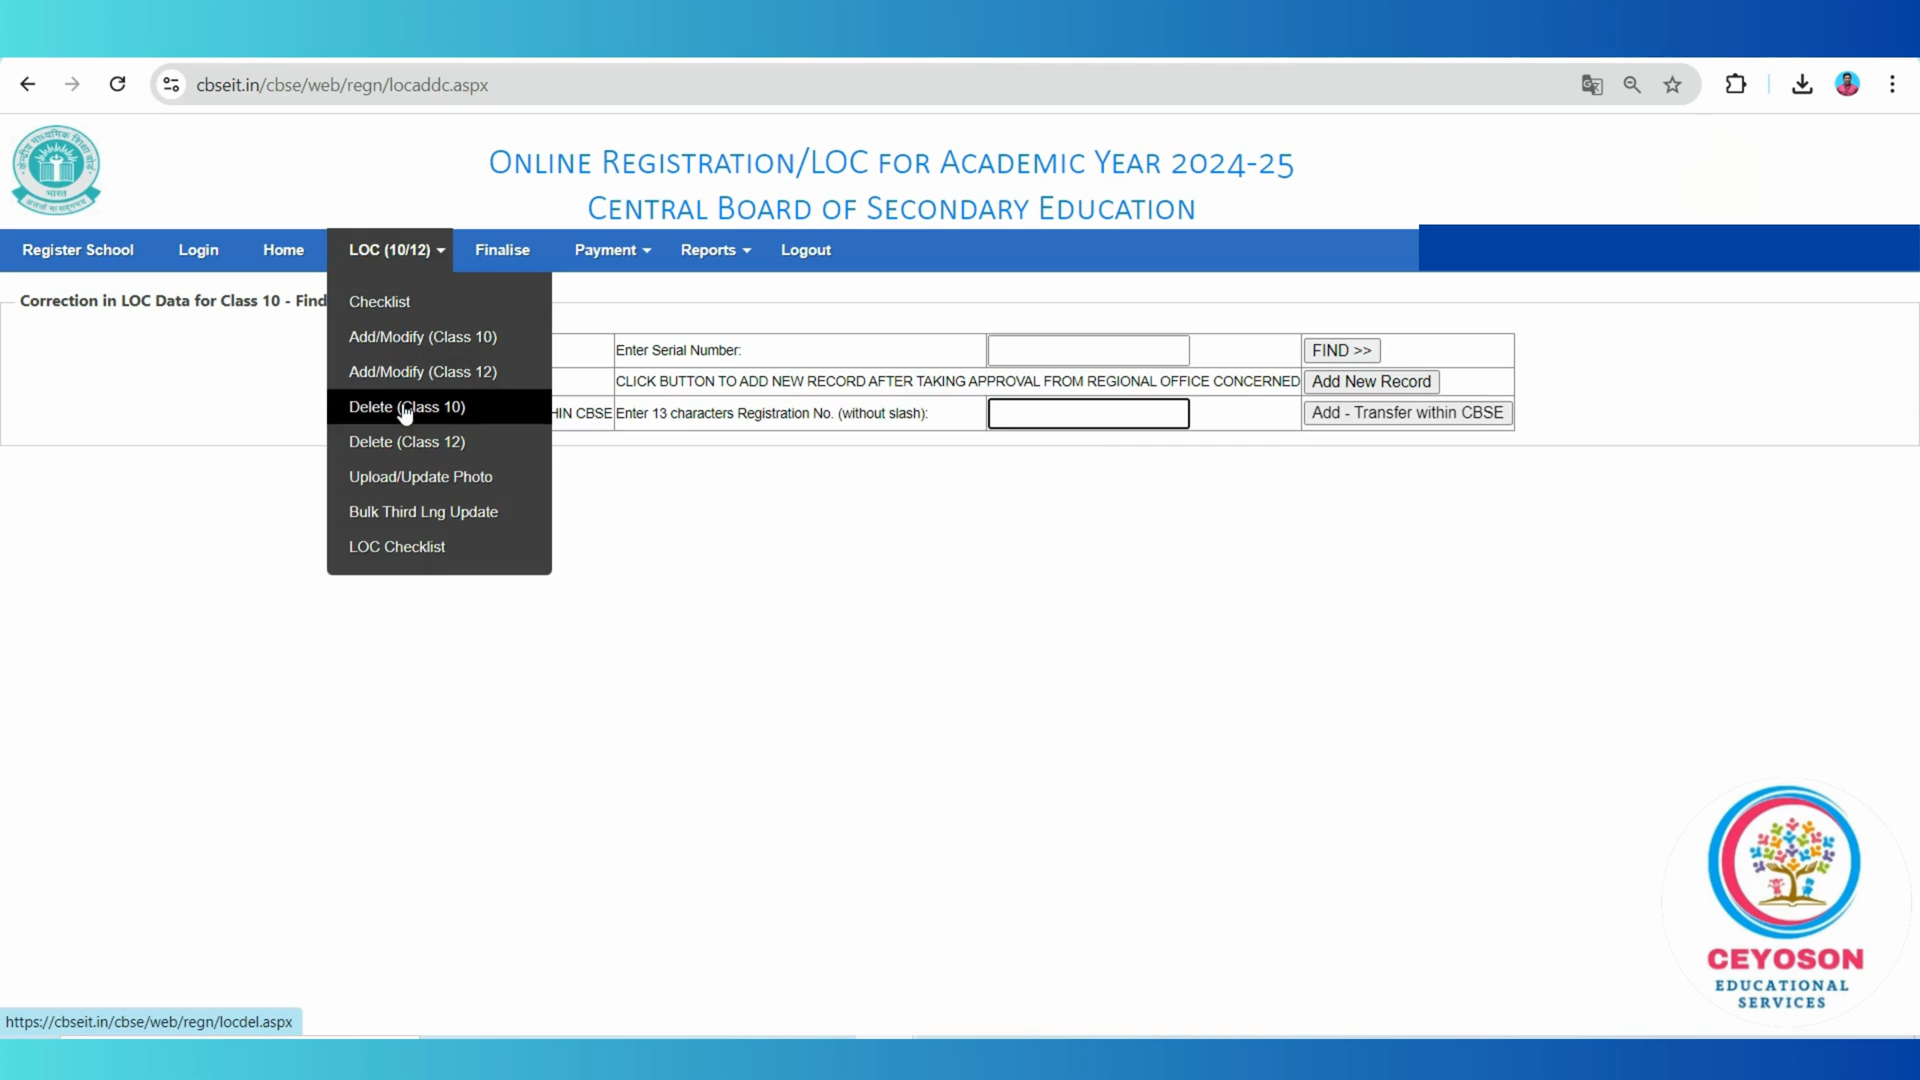 cbseit.in/cbse/web/regn/locaddc.aspx
ONLINE REGISTRATION/LOC FOR ACADEMIC YEAR 2024-25
CENTRAL BOARD OF SECONDARY EDUCATION
Register School Login Home LOC (10/12) Finalise Payment Reports Logout
Correction in LOC Data for Class 10 - Find
Checklist
Add/Modify (Class 10)
Add/Modify (Class 12)
Delete (Class 10)
Delete (Class 12)
Upload/Update Photo
Bulk Third Lng Update
LOC Checklist
Enter Serial Number: FIND >>
CLICK BUTTON TO ADD NEW RECORD AFTER TAKING APPROVAL FROM REGIONAL OFFICE CONCERNED Add New Record
CBSE Enter 13 characters Registration No. (without slash): Add - Transfer within CBSE
CEYOSON
EDUCATIONAL
SERVICES
https://cbseit.in/cbse/web/regn/locdel.aspx